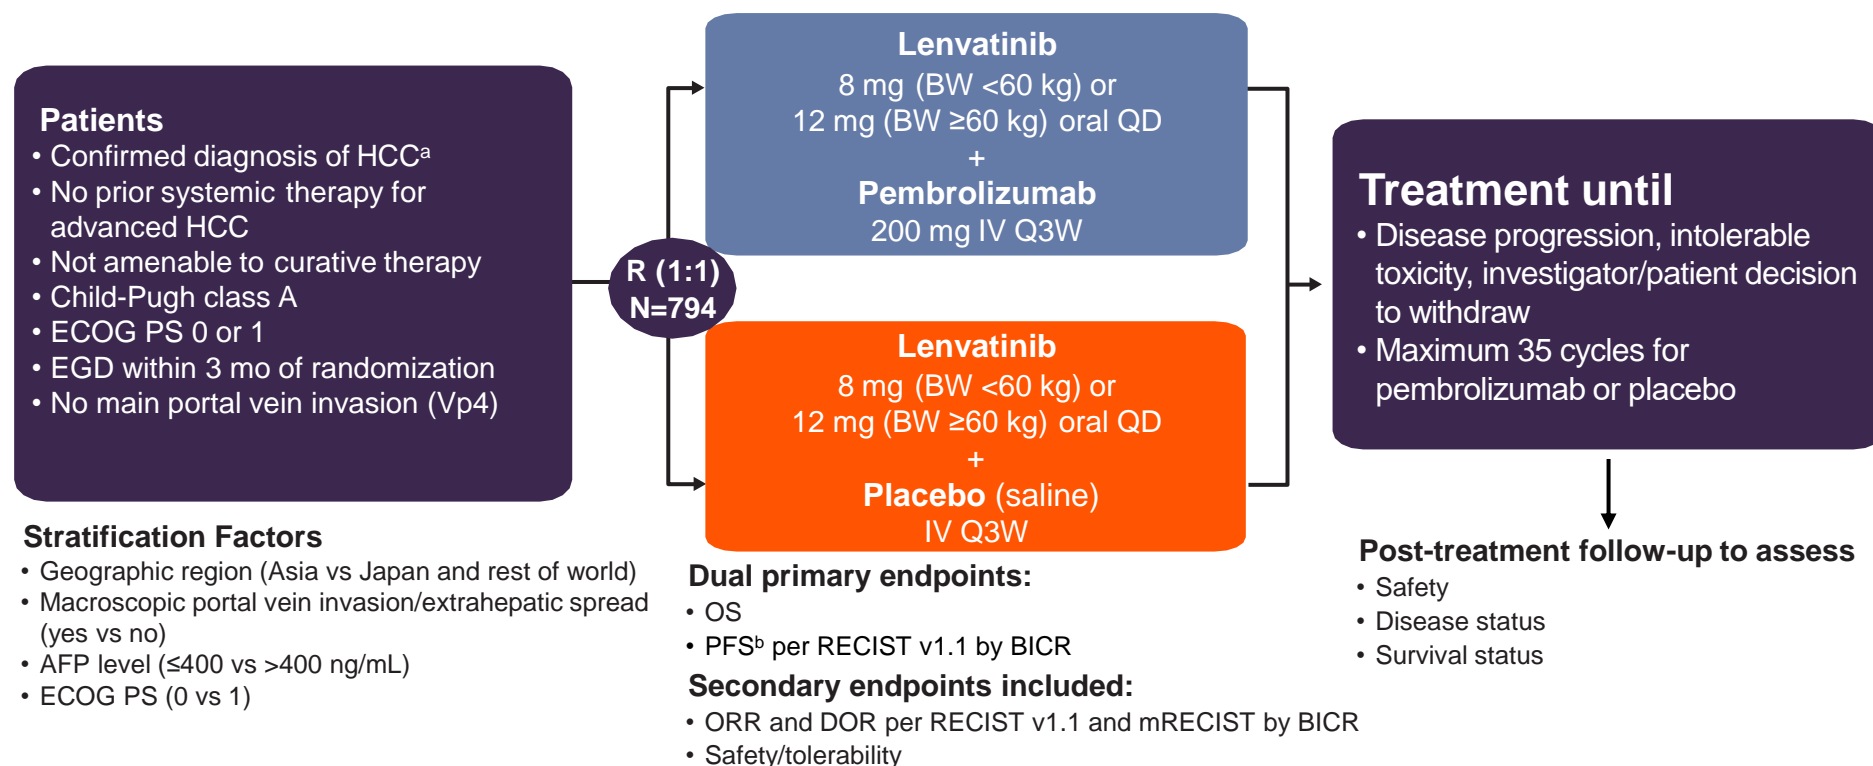 Patients
• Confirmed diagnosis of HCCᵃ
• No prior systemic therapy for
advanced HCC
• Not amenable to curative therapy
• Child-Pugh class A
• ECOG PS 0 or 1
• EGD within 3 mo of randomization
• No main portal vein invasion (Vp4)
Stratification Factors
• Geographic region (Asia vs Japan and rest of world)
• Macroscopic portal vein invasion/extrahepatic spread
(yes vs no)
• AFP level (≤400 vs >400 ng/mL)
• ECOG PS (0 vs 1)
R (1:1)
N=794
Lenvatinib
8 mg (BW <60 kg) or
12 mg (BW ≥60 kg) oral QD
+
Pembrolizumab
200 mg IV Q3W
Lenvatinib
8 mg (BW <60 kg) or
12 mg (BW ≥60 kg) oral QD
+
Placebo (saline)
IV Q3W
Dual primary endpoints:
• OS
• PFSᵇ per RECIST v1.1 by BICR
Secondary endpoints included:
• ORR and DOR per RECIST v1.1 and mRECIST by BICR
• Safety/tolerability
Treatment until
• Disease progression, intolerable
toxicity, investigator/patient decision
to withdraw
• Maximum 35 cycles for
pembrolizumab or placebo
Post-treatment follow-up to assess
• Safety
• Disease status
• Survival status